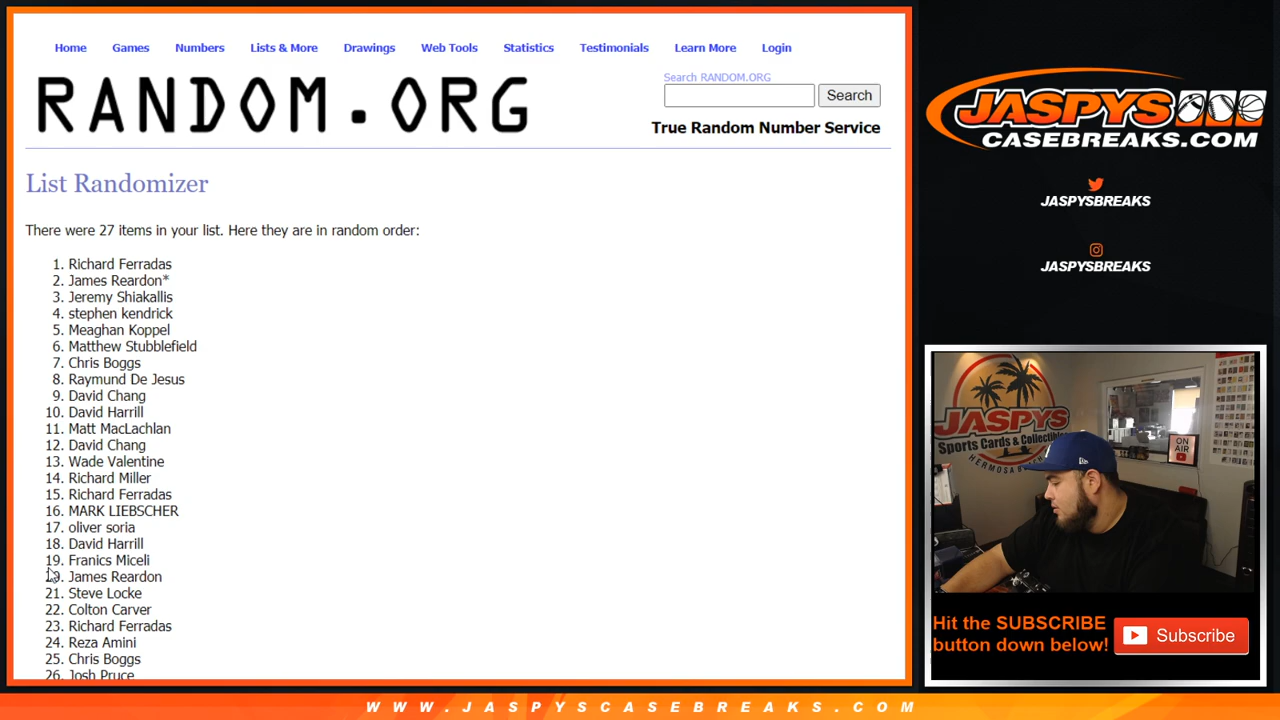 Home Games Numbers Lists & More Drawings Web Tools Statistics Testimonials Learn More Login
RANDOM.ORG
Search RANDOM.ORG
Search
True Random Number Service
List Randomizer
There were 27 items in your list. Here they are in random order:
1. Richard Ferradas
2. James Reardon*
3. Jeremy Shiakallis
4. stephen kendrick
5. Meaghan Koppel
6. Matthew Stubblefield
7. Chris Boggs
8. Raymund De Jesus
9. David Chang
10. David Harrill
11. Matt MacLachlan
12. David Chang
13. Wade Valentine
14. Richard Miller
15. Richard Ferradas
16. MARK LIEBSCHER
17. oliver soria
18. David Harrill
19. Franics Miceli
James Reardon
21. Steve Locke
22. Colton Carver
23. Richard Ferradas
24. Reza Amini
25. Chris Boggs
26. Josh Pruce
JASPYS
CASEBREAKS.COM
JASPYSBREAKS
JASPYSBREAKS
JASPYS
Sports Cards & Collectibles
HERMOSA
ON
AIR
Hit the SUBSCRIBE
button down below!
Subscribe
WWW.JASPYSCASEBREAKS.COM